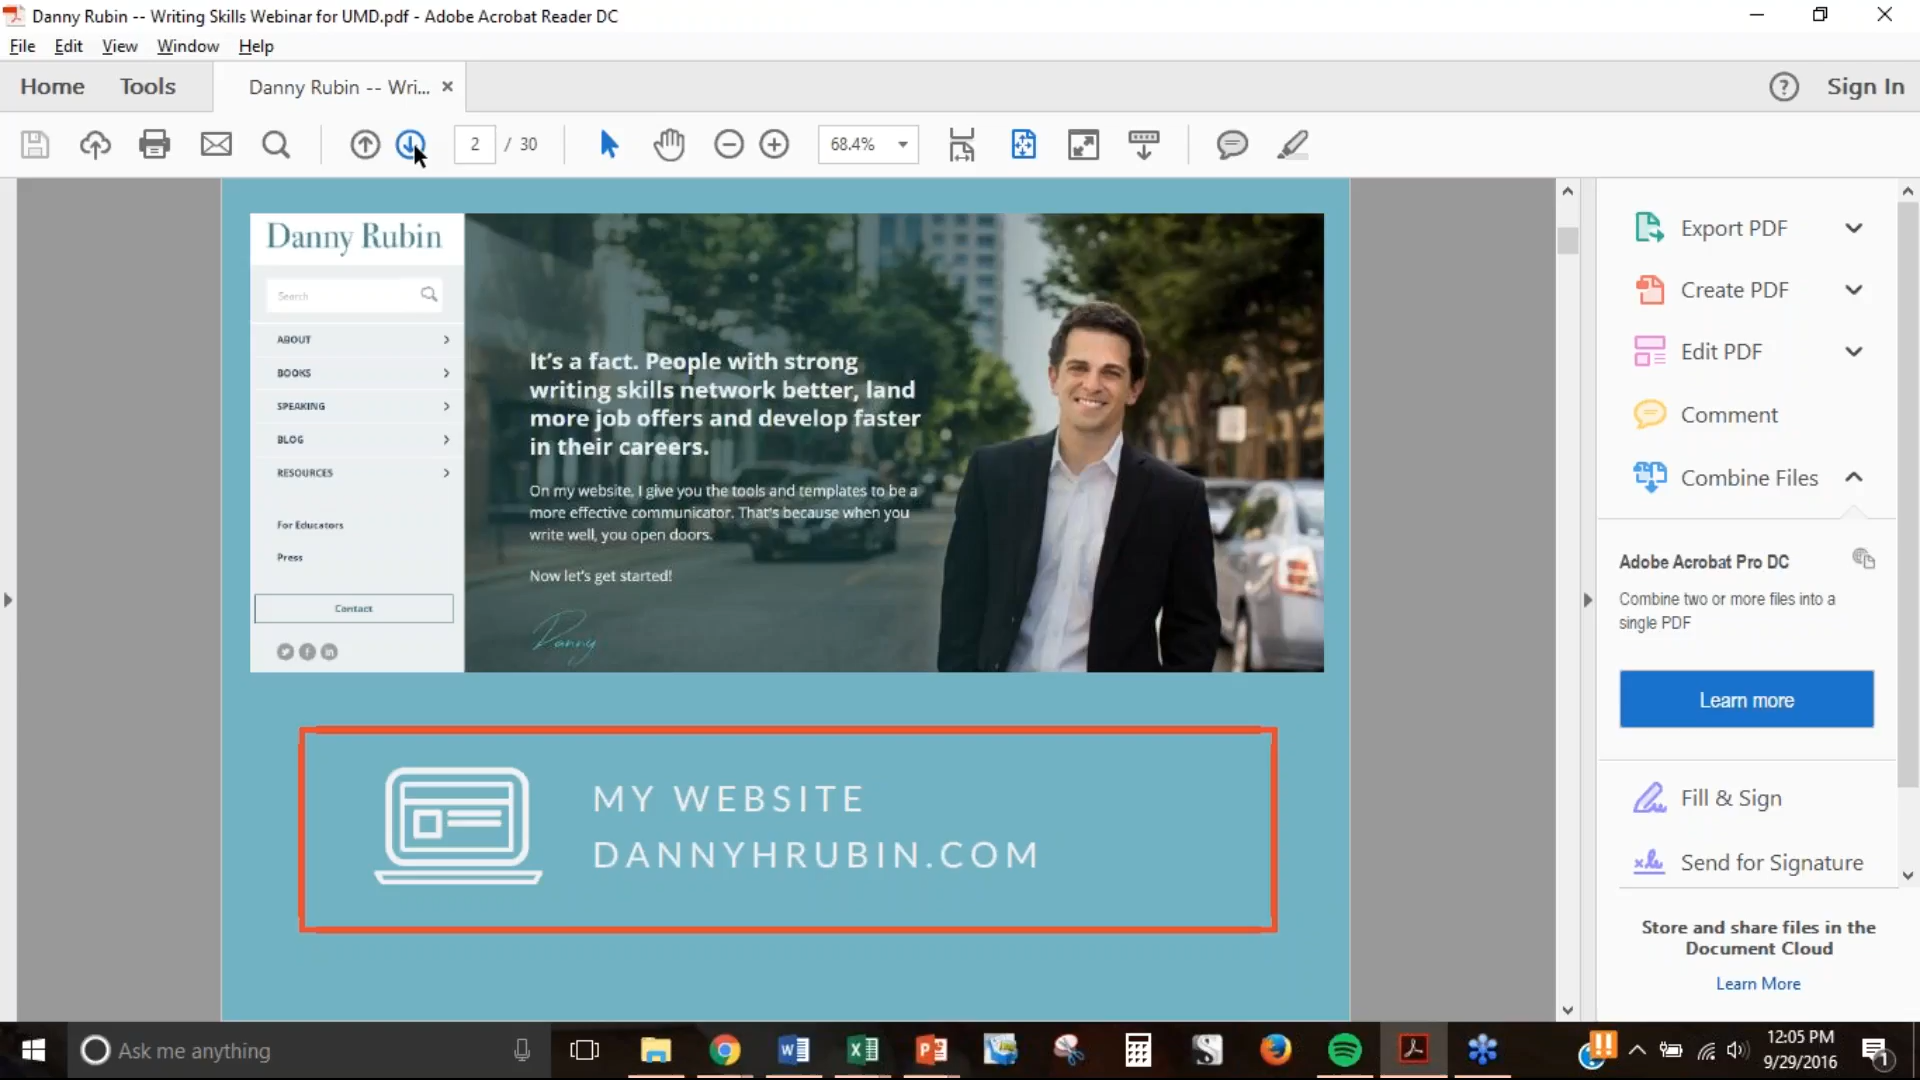 Danny Rubin -- Writing Skills Webinar for UMD.pdf - Adobe Acrobat Reader DC
File Edit View Window Help
Home Tools Danny Rubin -- Wri... × ? Sign In
2 / 30 68.4%
Danny Rubin
Search
ABOUT
BOOKS
SPEAKING
BLOG
RESOURCES
For Educators
Press
Contact
It's a fact. People with strong
writing skills network better, land
more job offers and develop faster
in their careers.
On my website, I give you the tools and templates to be a
more effective communicator. That's because when you
write well, you open doors.
Now let's get started!
Danny
MY WEBSITE
DANNYHRUBIN.COM
Export PDF
Create PDF
Edit PDF
Comment
Combine Files
Adobe Acrobat Pro DC
Combine two or more files into a
single PDF
Learn more
Fill & Sign
Send for Signature
Store and share files in the
Document Cloud
Learn More
Ask me anything
12:05 PM
9/29/2016
1